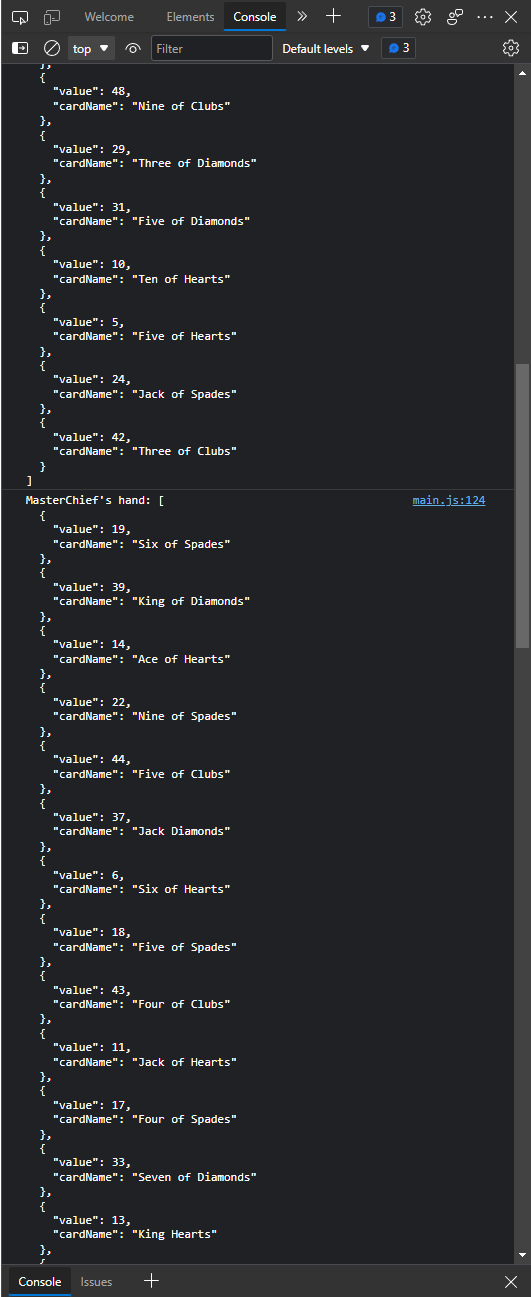 Welcome Elements Console 3
top Filter Default levels 3
},
{
"value": 48,
"cardName": "Nine of Clubs"
},
{
"value": 29,
"cardName": "Three of Diamonds"
},
{
"value": 31,
"cardName": "Five of Diamonds"
},
{
"value": 10,
"cardName": "Ten of Hearts"
},
{
"value": 5,
"cardName": "Five of Hearts"
},
{
"value": 24,
"cardName": "Jack of Spades"
},
{
"value": 42,
"cardName": "Three of Clubs"
}
]
MasterChief's hand: [ main.js:124
{
"value": 19,
"cardName": "Six of Spades"
},
{
"value": 39,
"cardName": "King of Diamonds"
},
{
"value": 14,
"cardName": "Ace of Hearts"
},
{
"value": 22,
"cardName": "Nine of Spades"
},
{
"value": 44,
"cardName": "Five of Clubs"
},
{
"value": 37,
"cardName": "Jack Diamonds"
},
{
"value": 6,
"cardName": "Six of Hearts"
},
{
"value": 18,
"cardName": "Five of Spades"
},
{
"value": 43,
"cardName": "Four of Clubs"
},
{
"value": 11,
"cardName": "Jack of Hearts"
},
{
"value": 17,
"cardName": "Four of Spades"
},
{
"value": 33,
"cardName": "Seven of Diamonds"
},
{
"value": 13,
"cardName": "King Hearts"
},
{
Console Issues